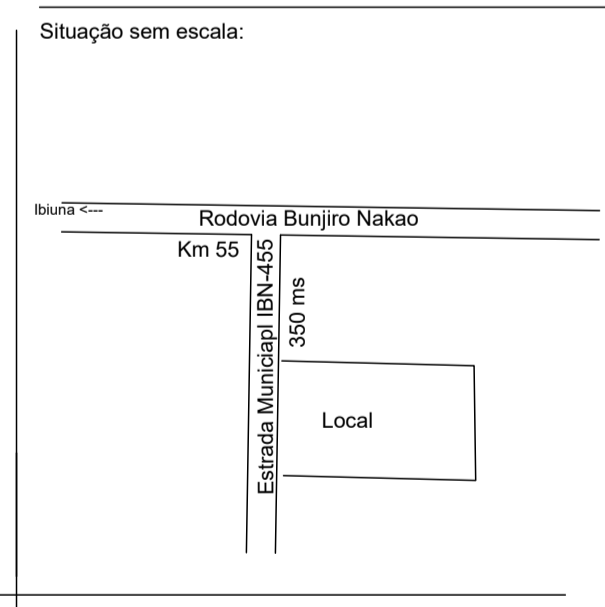 Situação sem escala:
Ibiuna <---
Rodovia Bunjiro Nakao
Km 55
Estrada Municiapl IBN-455
350 ms
Local